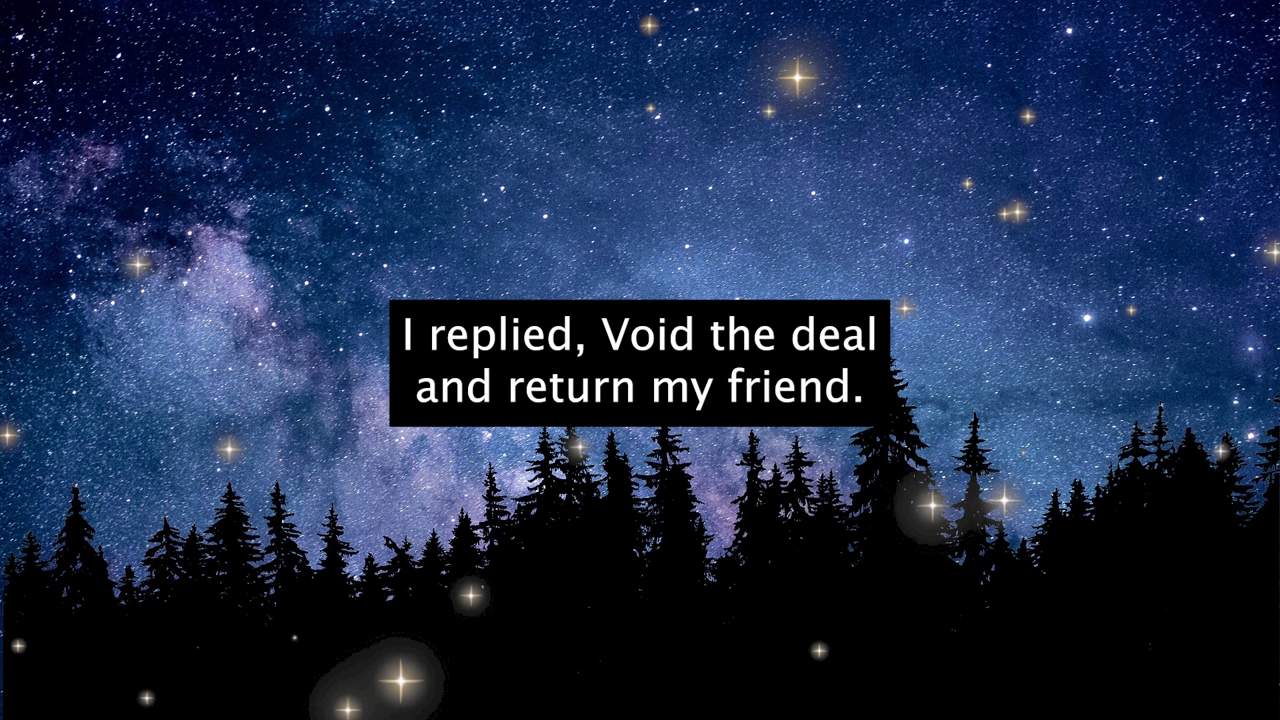 I replied, Void the deal
and return my friend.